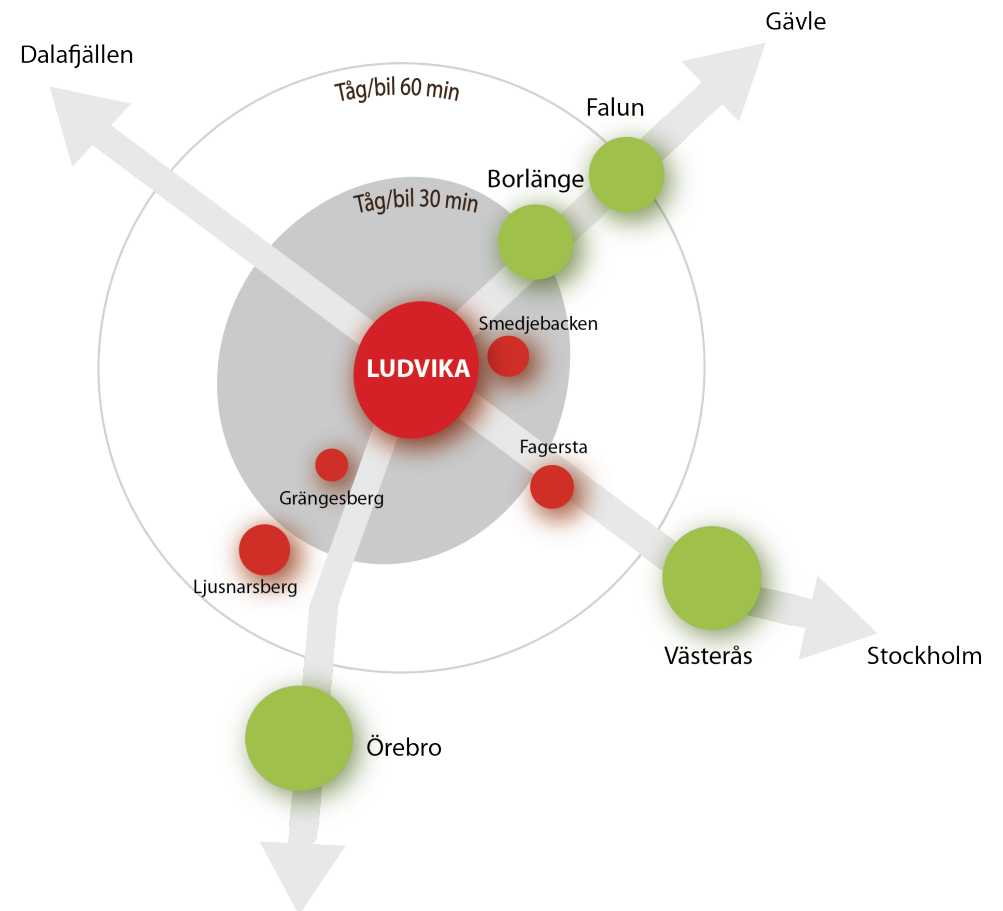 Gävle
Dalafjällen
Tåg/bil 60 min
Falun
Borlänge
Tåg/bil 30 min
Smedjebacken
LUDVIKA
Fagersta
Grängesberg
Ljusnarsberg
Västerås
Stockholm
Örebro